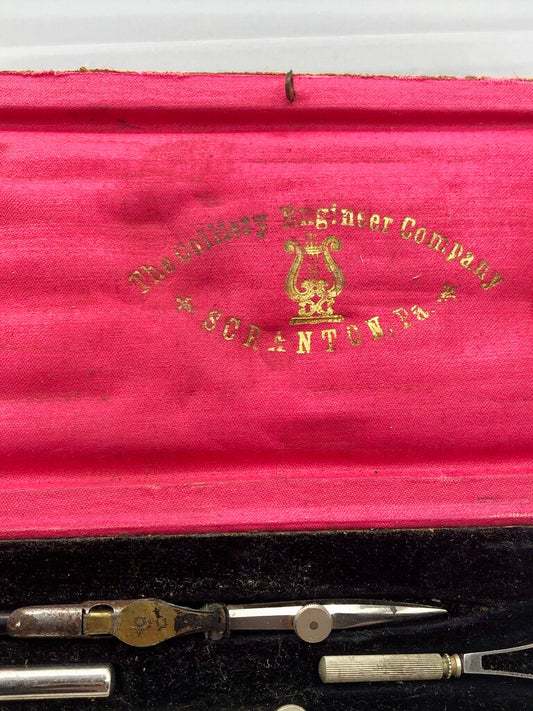 The Colliery Engineer Company
SCRANTON, Pa.